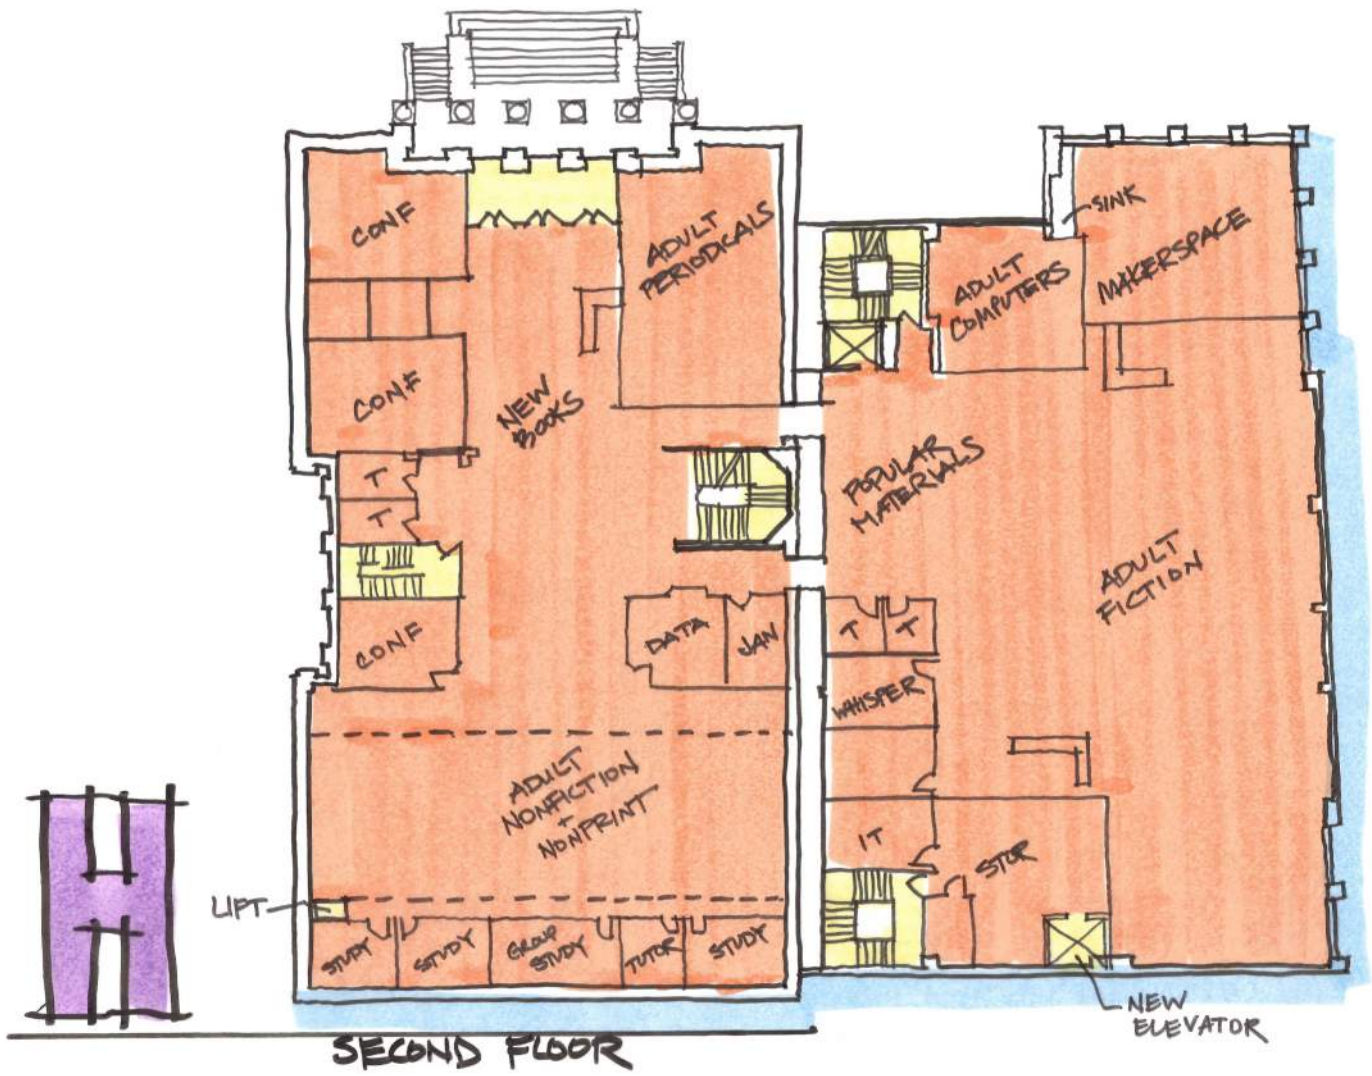 CONF
ADULT
PERIODICALS
SINK
MAKERSPACE
ADULT
COMPUTERS
CONF
NEW
BOOKS
POPULAR
MATERIALS
T
T
ADULT
FICTION
CONF
DATA
JAN
T
T
WHISPER
ADULT
NONFICTION
+
NONPRINT
IT
STOR
LIFT
STUDY
STUDY
GROUP
STUDY
TUTOR
STUDY
NEW
ELEVATOR
SECOND FLOOR